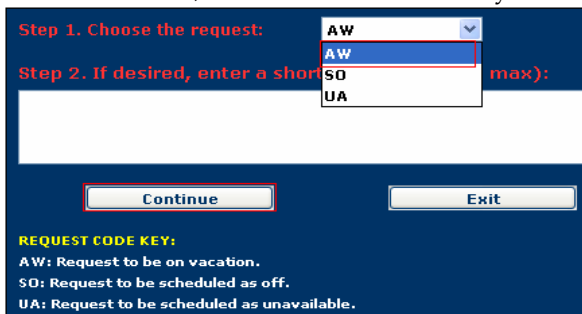 Step 1. Choose the request: AW
AW
Step 2. If desired, enter a short max):
SO
UA
Continue Exit
REQUEST CODE KEY:
AW: Request to be on vacation.
SO: Request to be scheduled as off.
UA: Request to be scheduled as unavailable.